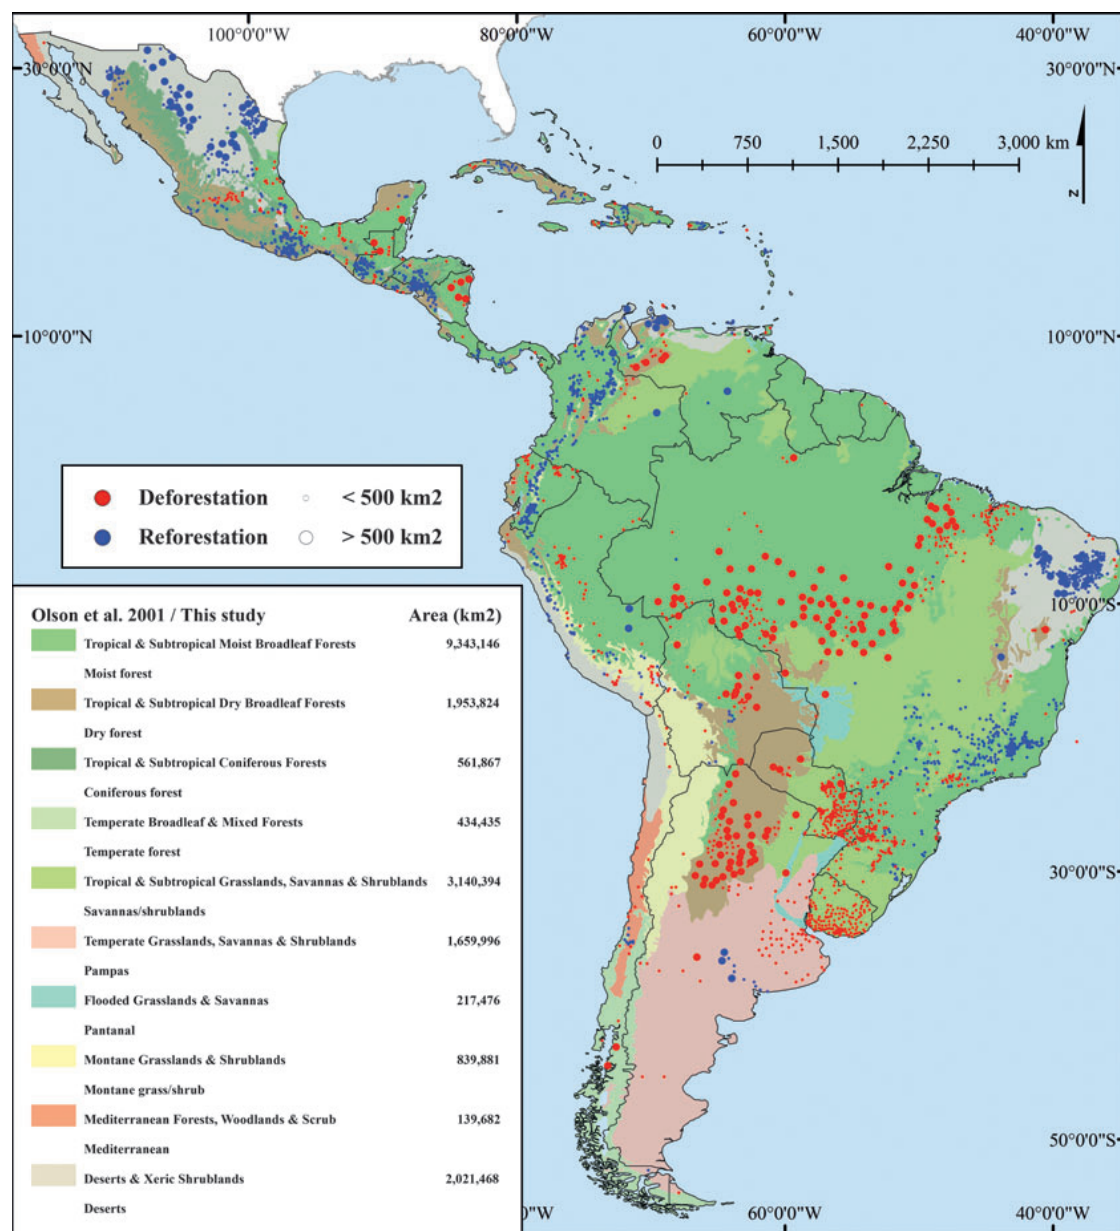 100°0'0"W 80°0'0"W 60°0'0"W 40°0'0"W
30°0'0"N 30°0'0"N
0 750 1,500 2,250 3,000 km
N
10°0'0"N 10°0'0"N
Deforestation < 500 km2
Reforestation > 500 km2
10°0'0"S
Olson et al. 2001 / This study Area (km2)
Tropical & Subtropical Moist Broadleaf Forests 9,343,146
Moist forest
Tropical & Subtropical Dry Broadleaf Forests 1,953,824
Dry forest
Tropical & Subtropical Coniferous Forests 561,867
Coniferous forest
Temperate Broadleaf & Mixed Forests 434,435
Temperate forest
Tropical & Subtropical Grasslands, Savannas & Shrublands 3,140,394
Savannas/shrublands
30°0'0"S
Temperate Grasslands, Savannas & Shrublands 1,659,996
Pampas
Flooded Grasslands & Savannas 217,476
Pantanal
Montane Grasslands & Shrublands 839,881
Montane grass/shrub
Mediterranean Forests, Woodlands & Scrub 139,682
Mediterranean
50°0'0"S
Deserts & Xeric Shrublands 2,021,468
Deserts
0'0"W 60°0'0"W 40°0'0"W